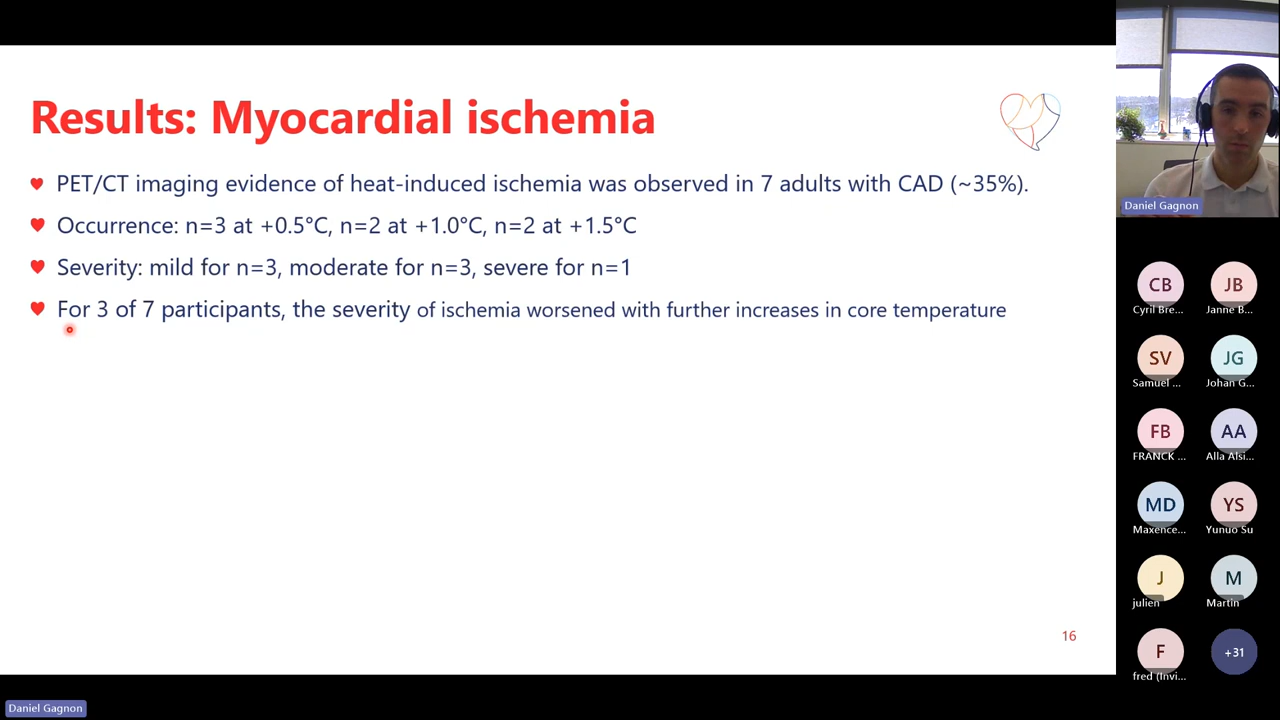 Results: Myocardial ischemia
PET/CT imaging evidence of heat-induced ischemia was observed in 7 adults with CAD (~35%).
Occurrence: n=3 at +0.5°C, n=2 at +1.0°C, n=2 at +1.5°C
Severity: mild for n=3, moderate for n=3, severe for n=1
For 3 of 7 participants, the severity of ischemia worsened with further increases in core temperature
16
Daniel Gagnon
CB
JB
Cyril Bre...
Janne B...
SV
JG
Samuel ...
Johan G...
FB
AA
FRANCK ...
Alla Alsi...
MD
YS
Maxence...
Yunuo Su
J
M
julien
Martin
F
+31
fred (Invi...
Daniel Gagnon